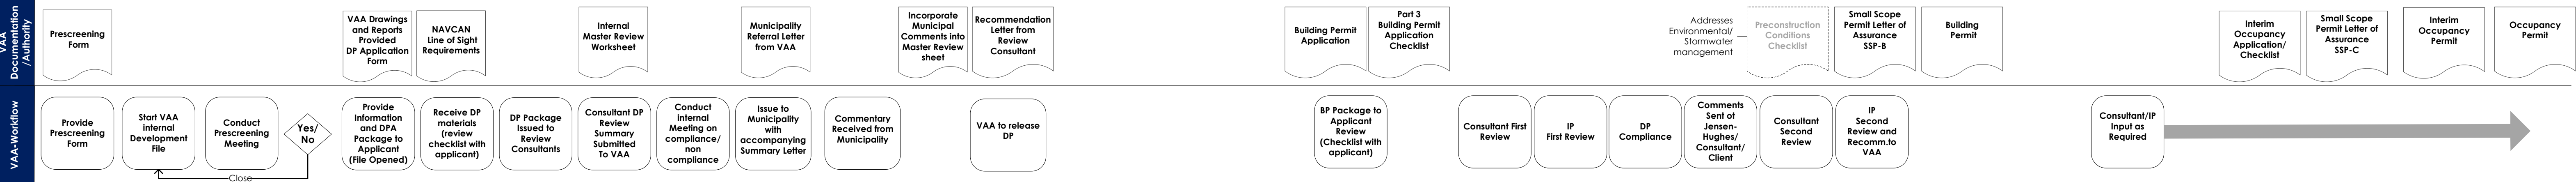 VAA
Documentation
/Authority
Prescreening
Form
VAA Drawings
and Reports
Provided
DP Application
Form
NAVCAN
Line of Sight
Requirements
Internal
Master Review
Worksheet
Municipality
Referral Letter
from VAA
Incorporate
Municipal
Comments into
Master Review
sheet
Recommendation
Letter from
Review
Consultant
Building Permit
Application
Part 3
Building Permit
Application
Checklist
Addresses
Environmental/
Stormwater
management
Preconstruction
Conditions
Checklist
Small Scope
Permit Letter of
Assurance
SSP-B
Building
Permit
Interim
Occupancy
Application/
Checklist
Small Scope
Permit Letter of
Assurance
SSP-C
Interim
Occupancy
Permit
Occupancy
Permit
VAA-Workflow
Provide
Prescreening
Form
Start VAA
internal
Development
File
Conduct
Prescreening
Meeting
Yes/
No
Close
Provide
Information
and DPA
Package to
Applicant
(File Opened)
Receive DP
materials
(review
checklist with
applicant)
DP Package
Issued to
Review
Consultants
Consultant DP
Review
Summary
Submitted
To VAA
Conduct
internal
Meeting on
compliance/
non
compliance
Issue to
Municipality
with
accompanying
Summary Letter
Commentary
Received from
Municipality
VAA to release
DP
BP Package to
Applicant
Review
(Checklist with
applicant)
Consultant First
Review
IP
First Review
DP
Compliance
Comments
Sent of
Jensen-
Hughes/
Consultant/
Client
Consultant
Second
Review
IP
Second
Review and
Recomm.to
VAA
Consultant/IP
Input as
Required